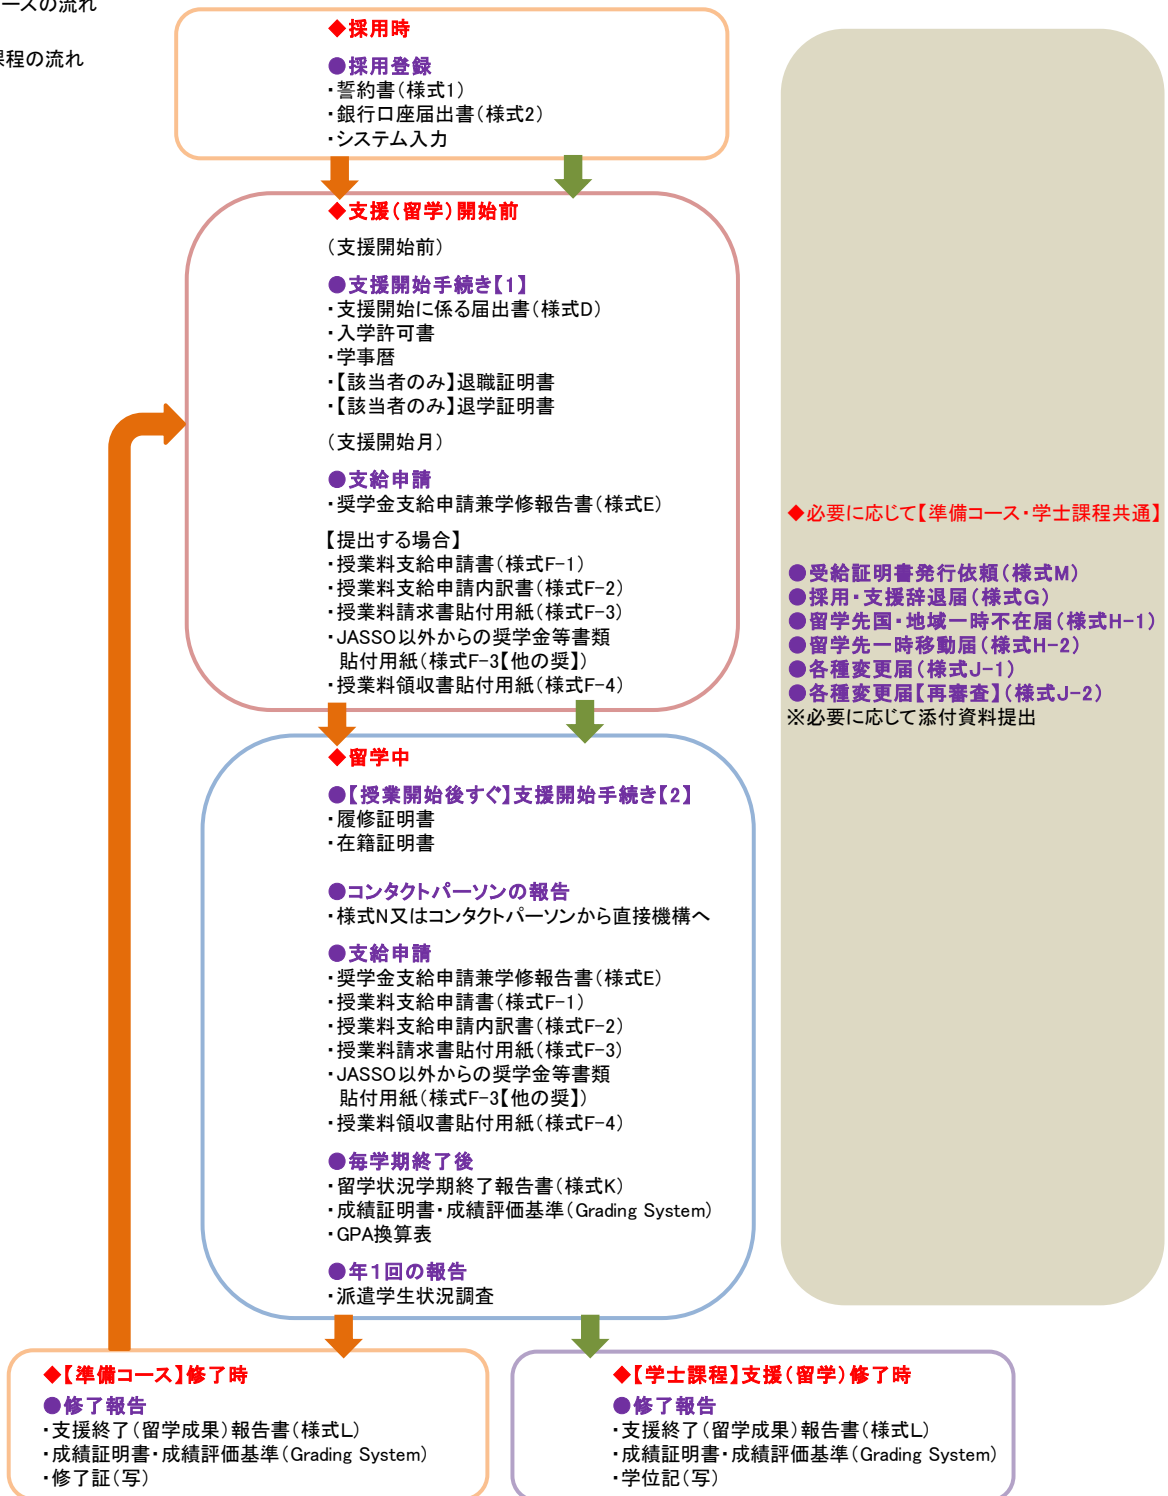 ースの流れ
課程の流れ
◆採用時
●採用登録
・誓約書(様式1)
・銀行口座届出書(様式2)
・システム入力
◆支援(留学)開始前
(支援開始前)
●支援開始手続き【1】
・支援開始に係る届出書(様式D)
・入学許可書
・学事暦
・【該当者のみ】退職証明書
・【該当者のみ】退学証明書
(支援開始月)
●支給申請
・奨学金支給申請兼学修報告書(様式E)
【提出する場合】
・授業料支給申請書(様式F-1)
・授業料支給申請内訳書(様式F-2)
・授業料請求書貼付用紙(様式F-3)
・JASSO以外からの奨学金等書類
貼付用紙(様式F-3【他の奨】)
・授業料領収書貼付用紙(様式F-4)
◆留学中
●【授業開始後すぐ】支援開始手続き【2】
・履修証明書
・在籍証明書
●コンタクトパーソンの報告
・様式N又はコンタクトパーソンから直接機構へ
●支給申請
・奨学金支給申請兼学修報告書(様式E)
・授業料支給申請書(様式F-1)
・授業料支給申請内訳書(様式F-2)
・授業料請求書貼付用紙(様式F-3)
・JASSO以外からの奨学金等書類
貼付用紙(様式F-3【他の奨】)
・授業料領収書貼付用紙(様式F-4)
●毎学期終了後
・留学状況学期終了報告書(様式K)
・成績証明書・成績評価基準(Grading System)
・GPA換算表
●年1回の報告
・派遣学生状況調査
◆【準備コース】修了時
●修了報告
・支援終了(留学成果)報告書(様式L)
・成績証明書・成績評価基準(Grading System)
・修了証(写)
◆【学士課程】支援(留学)修了時
●修了報告
・支援終了(留学成果)報告書(様式L)
・成績証明書・成績評価基準(Grading System)
・学位記(写)
◆必要に応じて【準備コース・学士課程共通】
●受給証明書発行依頼(様式M)
●採用・支援辞退届(様式G)
●留学先国・地域一時不在届(様式H-1)
●留学先一時移動届(様式H-2)
●各種変更届(様式J-1)
●各種変更届【再審査】(様式J-2)
※必要に応じて添付資料提出